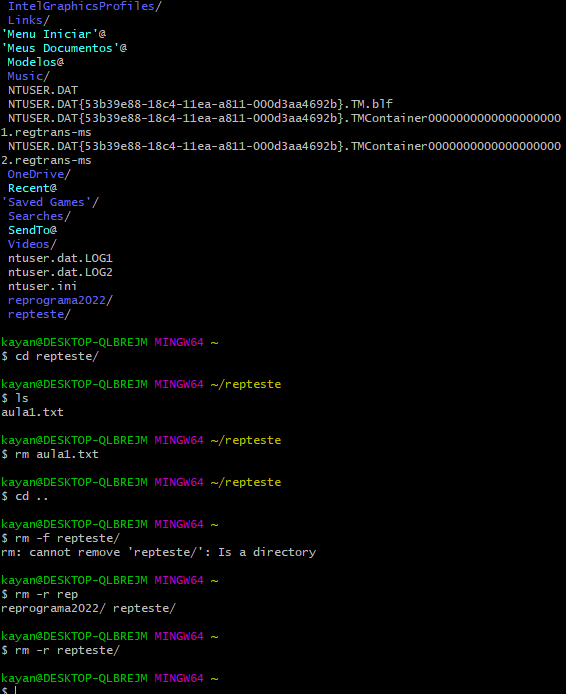 IntelGraphicsProfiles/
Links/
'Menu Iniciar'@
'Meus Documentos'@
Modelos@
Music/
NTUSER.DAT
NTUSER.DAT{53b39e88-18c4-11ea-a811-000d3aa4692b}.TM.blf
NTUSER.DAT{53b39e88-18c4-11ea-a811-000d3aa4692b}.TMContainer0000000000000000000
1.regtrans-ms
NTUSER.DAT{53b39e88-18c4-11ea-a811-000d3aa4692b}.TMContainer0000000000000000000
2.regtrans-ms
OneDrive/
Recent@
'Saved Games'/
Searches/
SendTo@
Videos/
ntuser.dat.LOG1
ntuser.dat.LOG2
ntuser.ini
reprograma2022/
repteste/
kayan@DESKTOP-QLBREJM MINGW64 ~
$ cd repteste/
kayan@DESKTOP-QLBREJM MINGW64 ~/repteste
$ ls
aula1.txt
kayan@DESKTOP-QLBREJM MINGW64 ~/repteste
$ rm aula1.txt
kayan@DESKTOP-QLBREJM MINGW64 ~/repteste
$ cd ..
kayan@DESKTOP-QLBREJM MINGW64 ~
$ rm -f repteste/
rm: cannot remove 'repteste/': Is a directory
kayan@DESKTOP-QLBREJM MINGW64 ~
$ rm -r rep
reprograma2022/ repteste/
kayan@DESKTOP-QLBREJM MINGW64 ~
$ rm -r repteste/
kayan@DESKTOP-QLBREJM MINGW64 ~
$